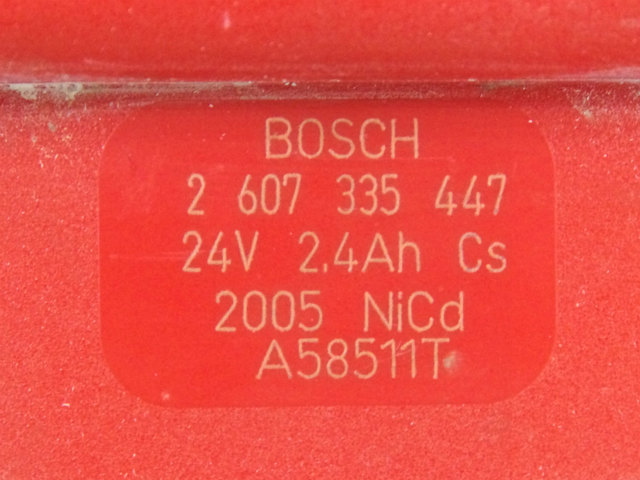 BOSCH
2 607 335 447
24V 2.4Ah Cs
2005 NiCd
A58511T